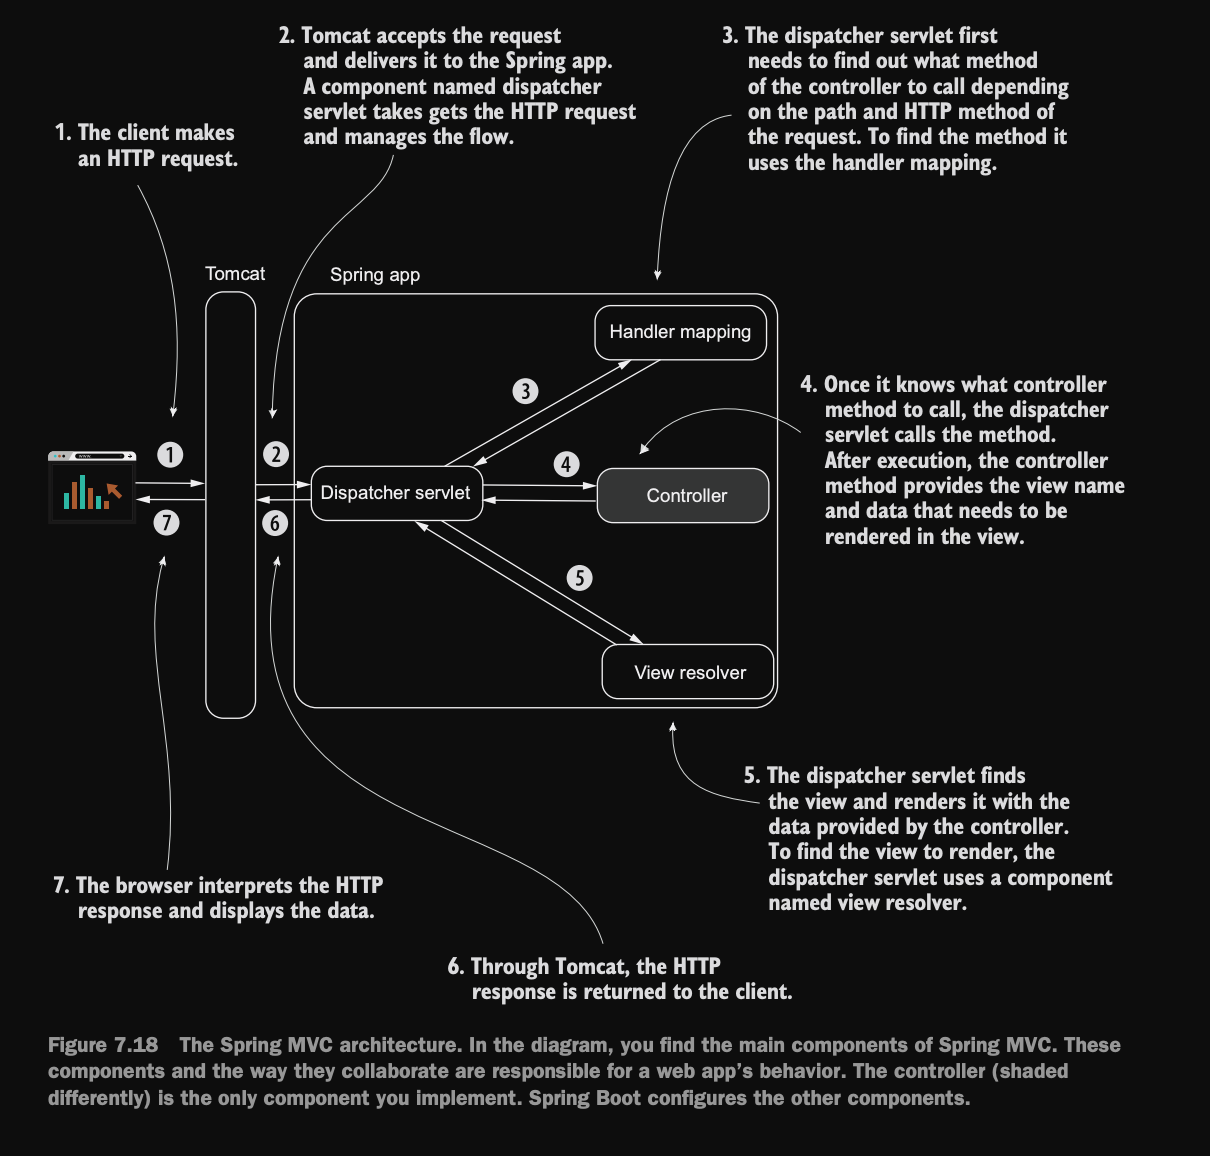 1. The client makes
an HTTP request.
2. Tomcat accepts the request
and delivers it to the Spring app.
A component named dispatcher
servlet takes gets the HTTP request
and manages the flow.
3. The dispatcher servlet first
needs to find out what method
of the controller to call depending
on the path and HTTP method of
the request. To find the method it
uses the handler mapping.
Tomcat
Spring app
Handler mapping
3
4. Once it knows what controller
method to call, the dispatcher
servlet calls the method.
After execution, the controller
method provides the view name
and data that needs to be
rendered in the view.
1
2
4
Dispatcher servlet
Controller
7
6
5
View resolver
5. The dispatcher servlet finds
the view and renders it with the
data provided by the controller.
To find the view to render, the
dispatcher servlet uses a component
named view resolver.
7. The browser interprets the HTTP
response and displays the data.
6. Through Tomcat, the HTTP
response is returned to the client.
Figure 7.18 The Spring MVC architecture. In the diagram, you find the main components of Spring MVC. These
components and the way they collaborate are responsible for a web app's behavior. The controller (shaded
differently) is the only component you implement. Spring Boot configures the other components.